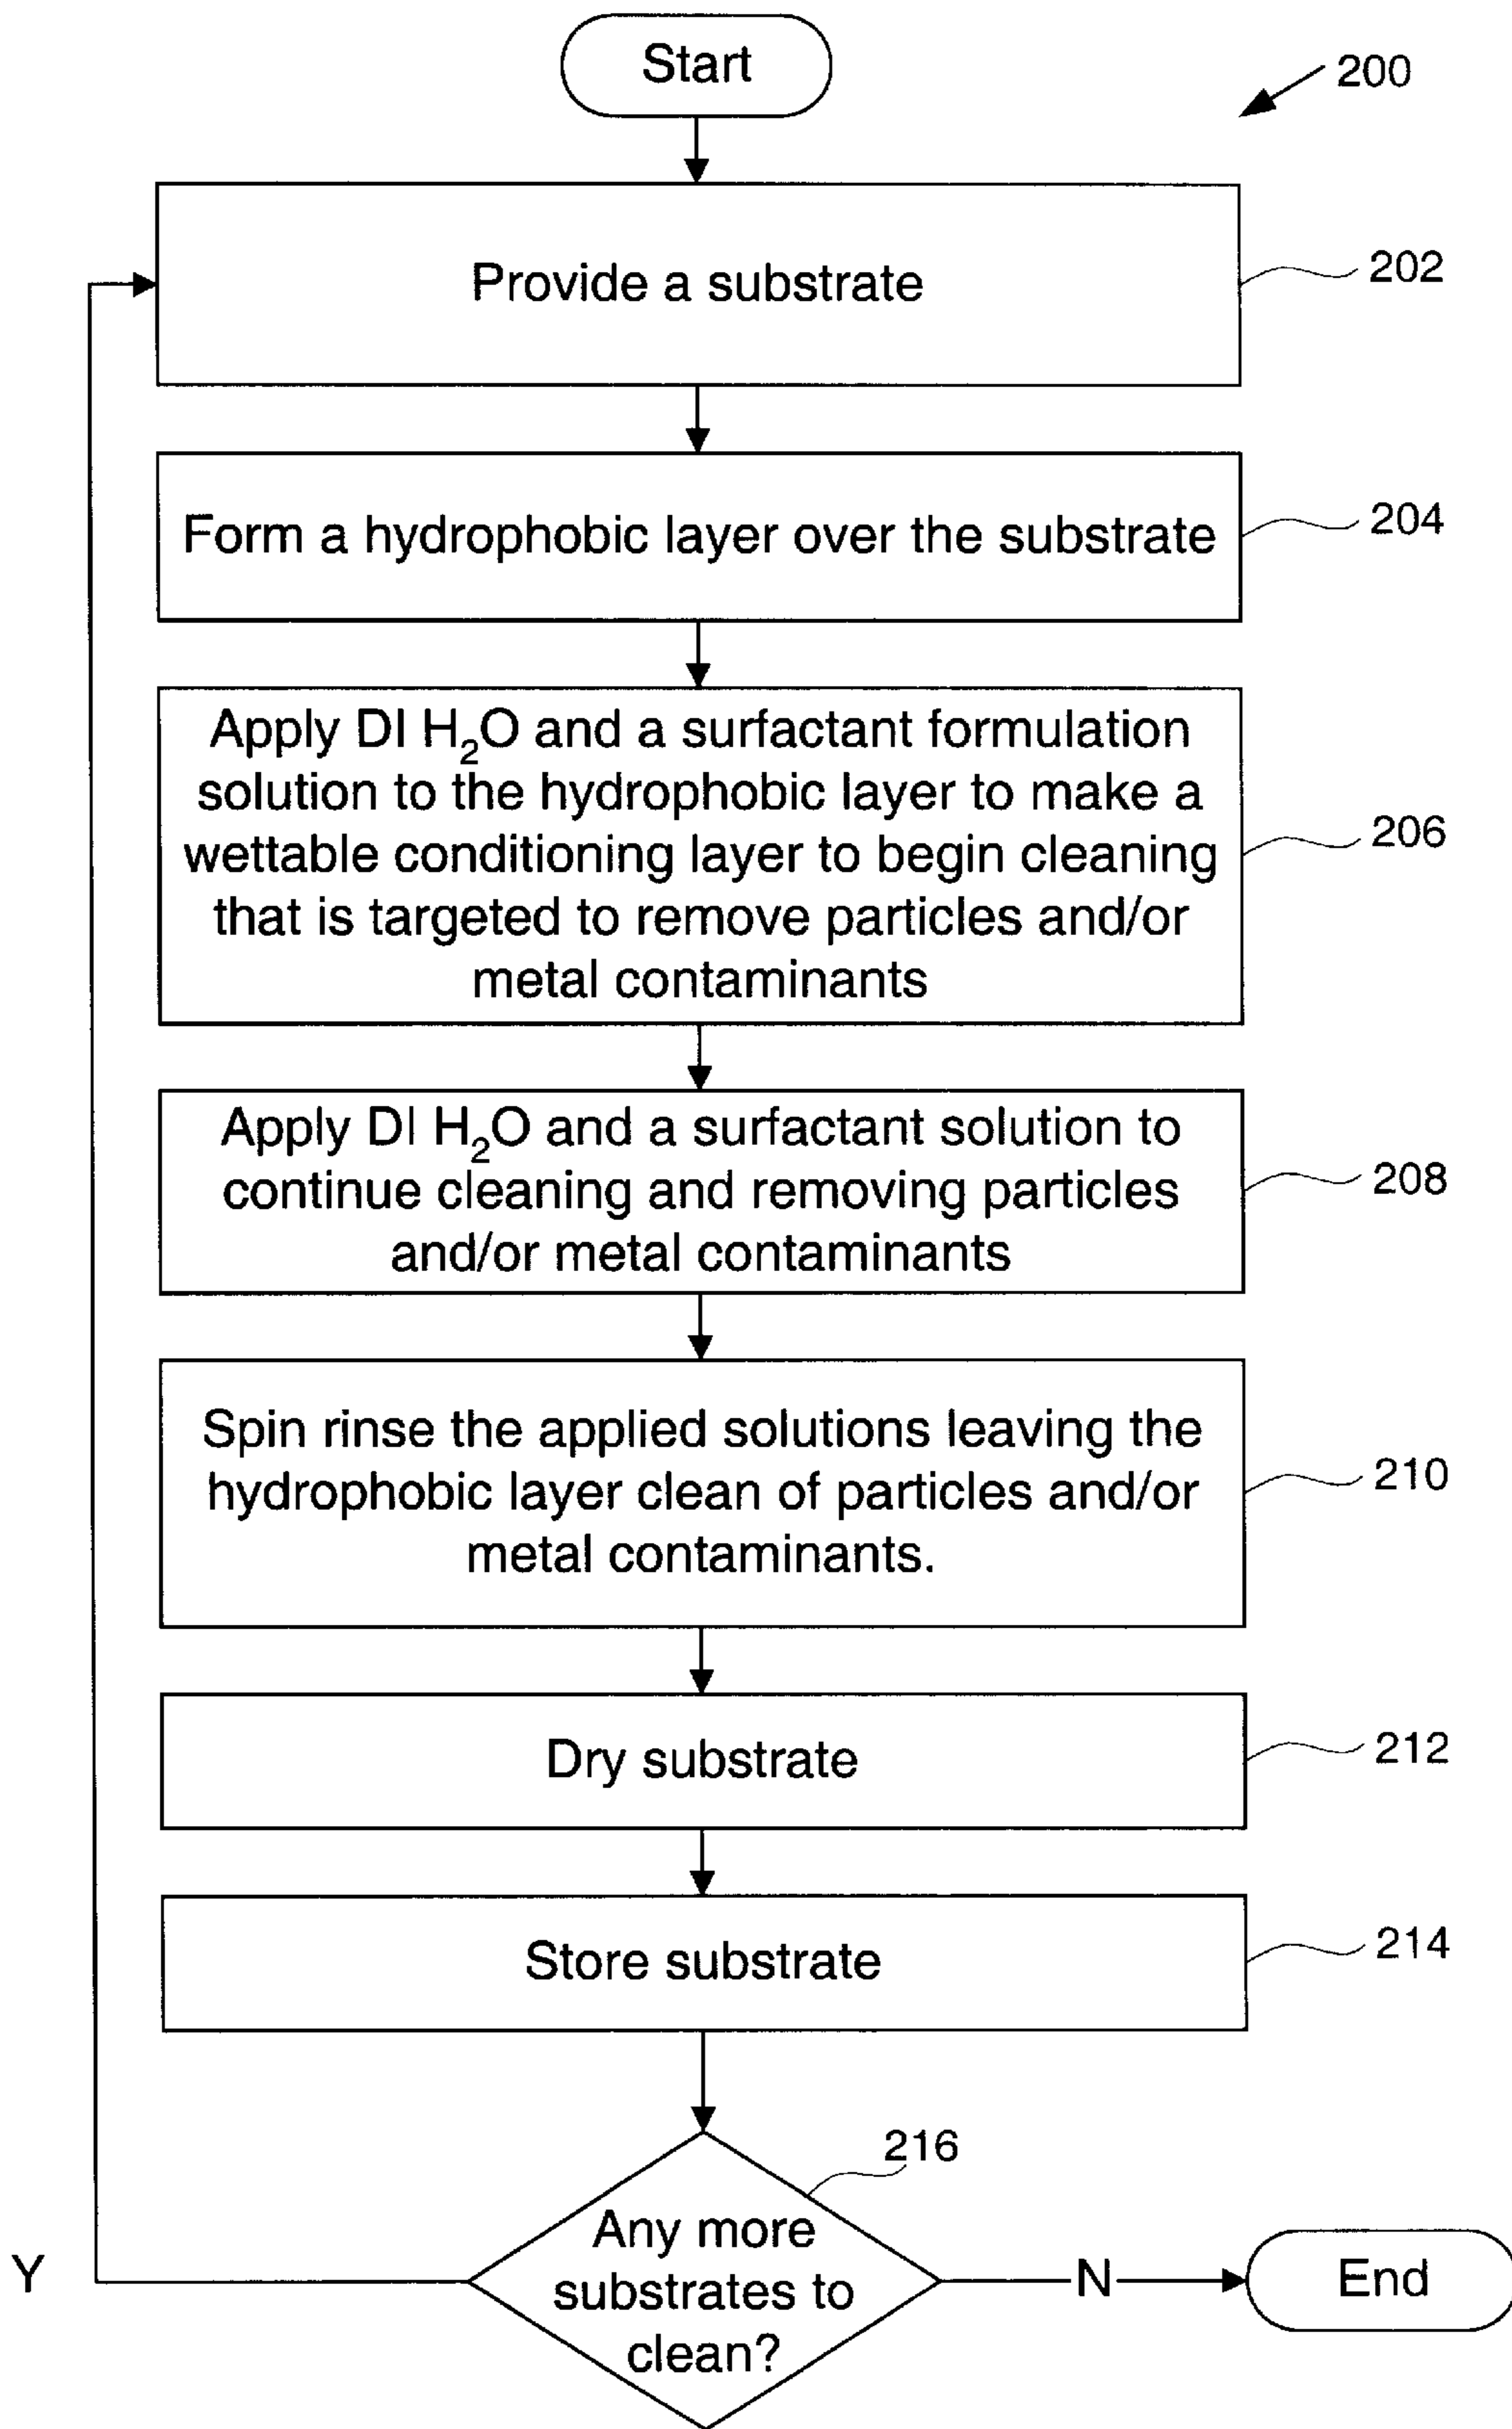 Start
200
Provide a substrate
202
Form a hydrophobic layer over the substrate
204
Apply DI H₂O and a surfactant formulation
solution to the hydrophobic layer to make a
wettable conditioning layer to begin cleaning
that is targeted to remove particles and/or
metal contaminants
206
Apply DI H₂O and a surfactant solution to
continue cleaning and removing particles
and/or metal contaminants
208
Spin rinse the applied solutions leaving the
hydrophobic layer clean of particles and/or
metal contaminants.
210
Dry substrate
212
Store substrate
214
216
Any more
substrates to
clean?
Y
N
End